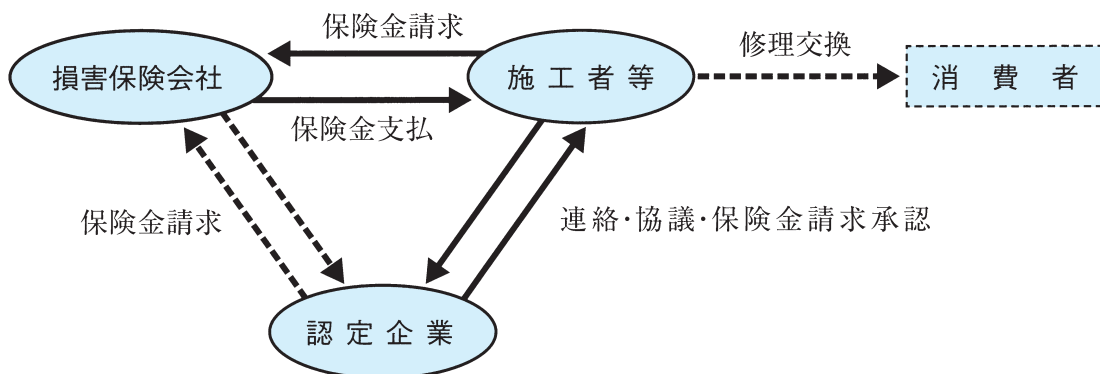 保険金請求
修理交換
損害保険会社
施工者等
消費者
保険金支払
保険金請求
連絡・協議・保険金請求承認
認定企業